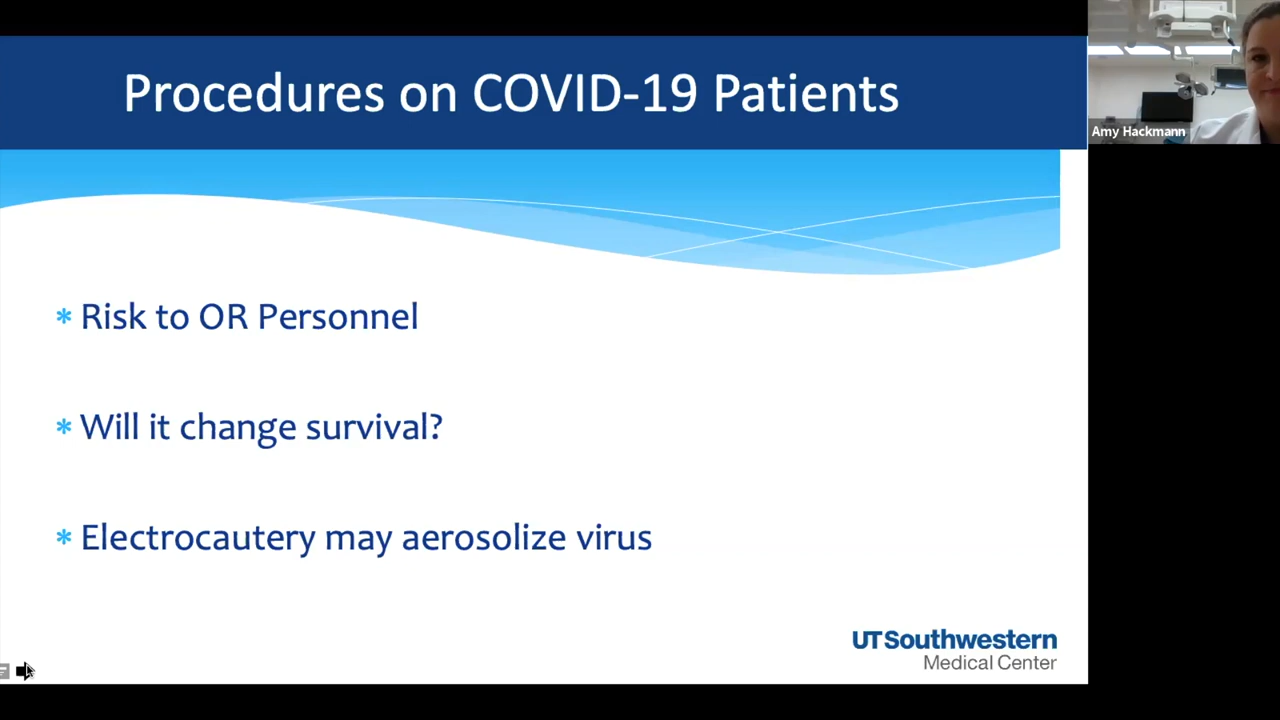 Procedures on COVID-19 Patients
Amy Hackmann
* Risk to OR Personnel
* Will it change survival?
* Electrocautery may aerosolize virus
UTSouthwestern
Medical Center